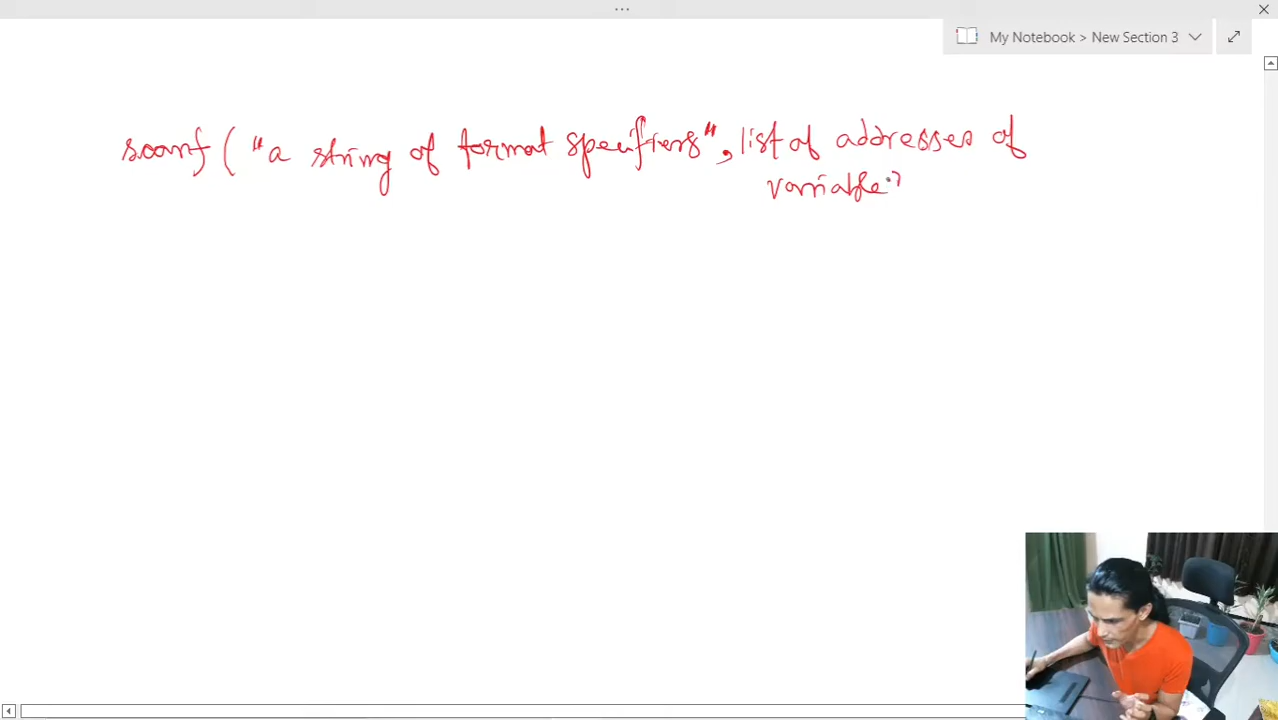 ...
My Notebook > New Section 3
scanf ( "a string of format specifiers", list of addresses of
variables